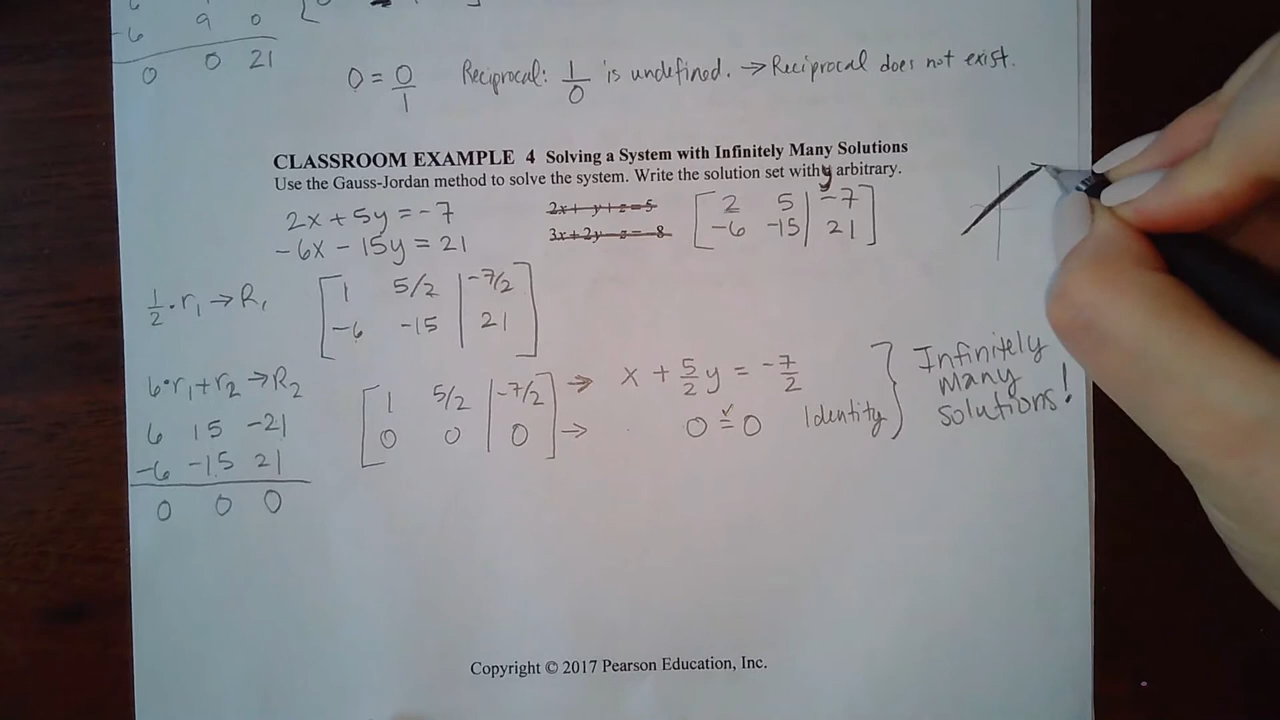 -6 9 0
0 0 21
0 = 0/1 Reciprocal: 1/0 is undefined. → Reciprocal does not exist.
CLASSROOM EXAMPLE 4 Solving a System with Infinitely Many Solutions
Use the Gauss-Jordan method to solve the system. Write the solution set with y arbitrary.
2x + 5y = -7
-6x - 15y = 21
2x + y + z = 5
3x + 2y - z = -8
2 5 -7
-6 -15 21
1/2 · r1 → R1
1 5/2 -7/2
-6 -15 21
6·r1 + r2 → R2
6 15 -21
-6 -15 21
0 0 0
1 5/2 -7/2 → x + 5/2 y = -7/2
0 0 0 → 0 = 0 Identity
Infinitely
many
solutions!
Copyright © 2017 Pearson Education, Inc.